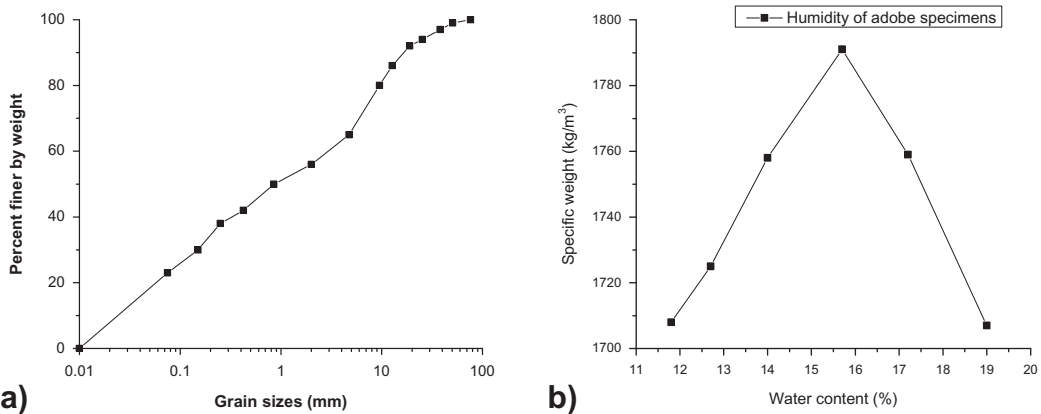 100
80
60
40
20
0
0.01 0.1 1 10 100
Percent finer by weight
Grain sizes (mm)
a)
Humidity of adobe specimens
1800
1780
1760
1740
1720
1700
11 12 13 14 15 16 17 18 19 20
Specific weight (kg/m³)
Water content (%)
b)